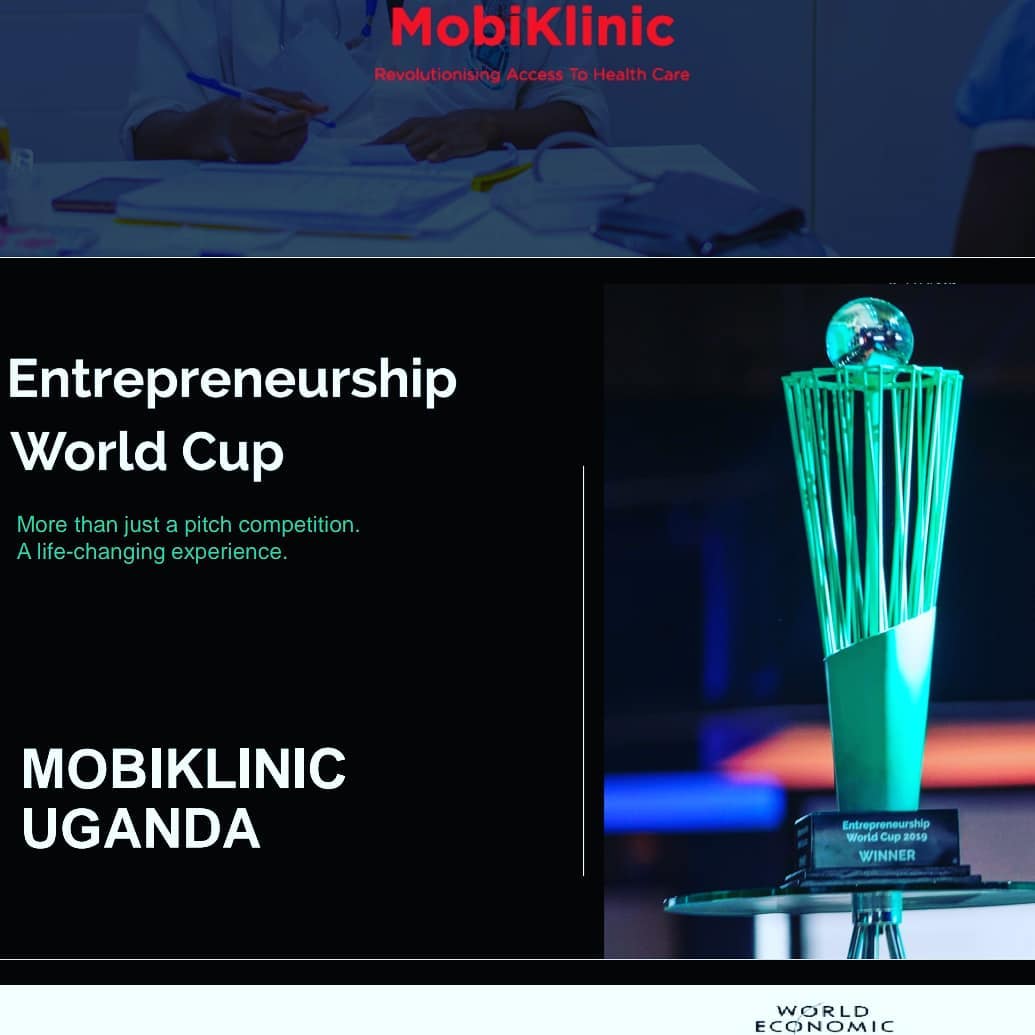 MobiKlinic
Revolutionising Access To Health Care
Entrepreneurship
World Cup
More than just a pitch competition.
A life-changing experience.
MOBIKLINIC
UGANDA
Entrepreneurship
World Cup 2019
WINNER
WORLD
ECONOMIC